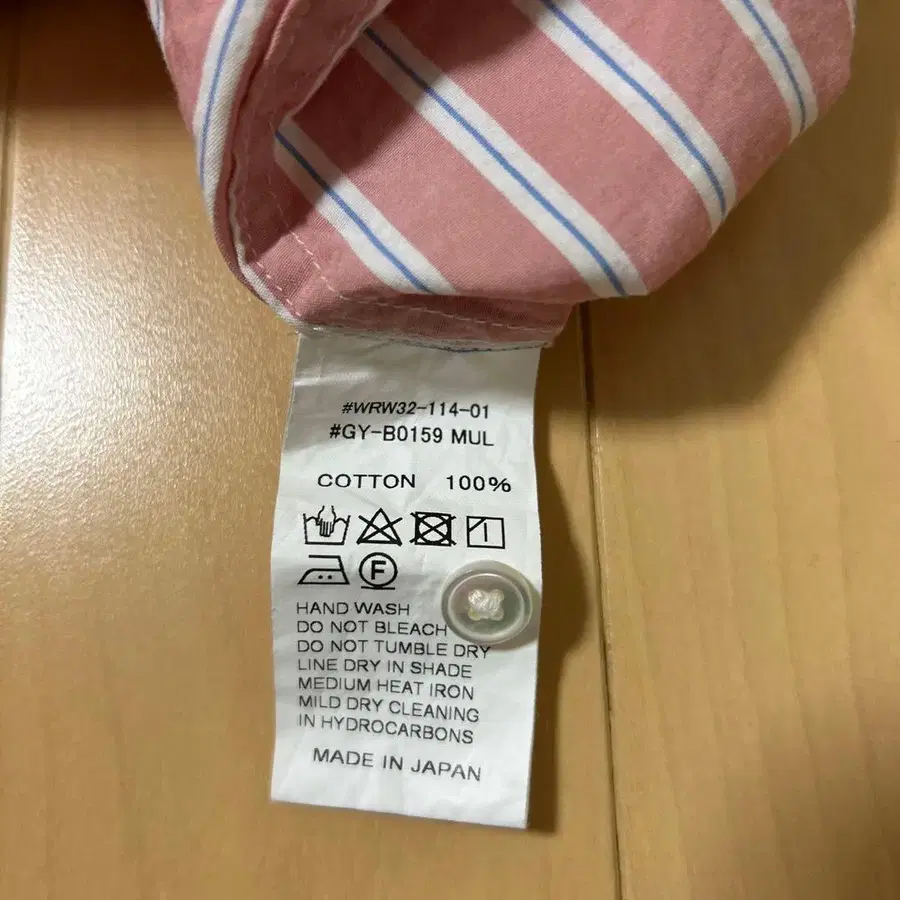 #WRW32-114-01
#GY-B0159 MUL
COTTON 100%
F
HAND WASH
DO NOT BLEACH
DO NOT TUMBLE DRY
LINE DRY IN SHADE
MEDIUM HEAT IRON
MILD DRY CLEANING
IN HYDROCARBONS
MADE IN JAPAN